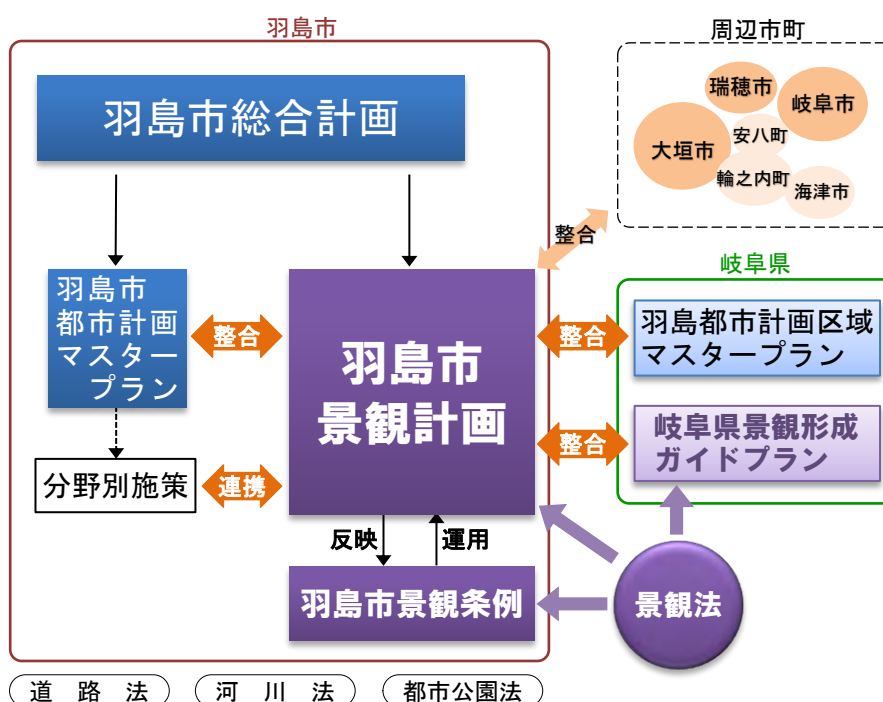 羽島市
周辺市町
羽島市総合計画
瑞穂市
岐阜市
安八町
大垣市
輪之内町
海津市
整合
岐阜県
羽島市
都市計画
マスター
プラン
整合
羽島市
景観計画
整合
羽島都市計画区域
マスタープラン
整合
岐阜県景観形成
ガイドプラン
分野別施策
連携
反映
運用
羽島市景観条例
景観法
道 路 法
河 川 法
都市公園法